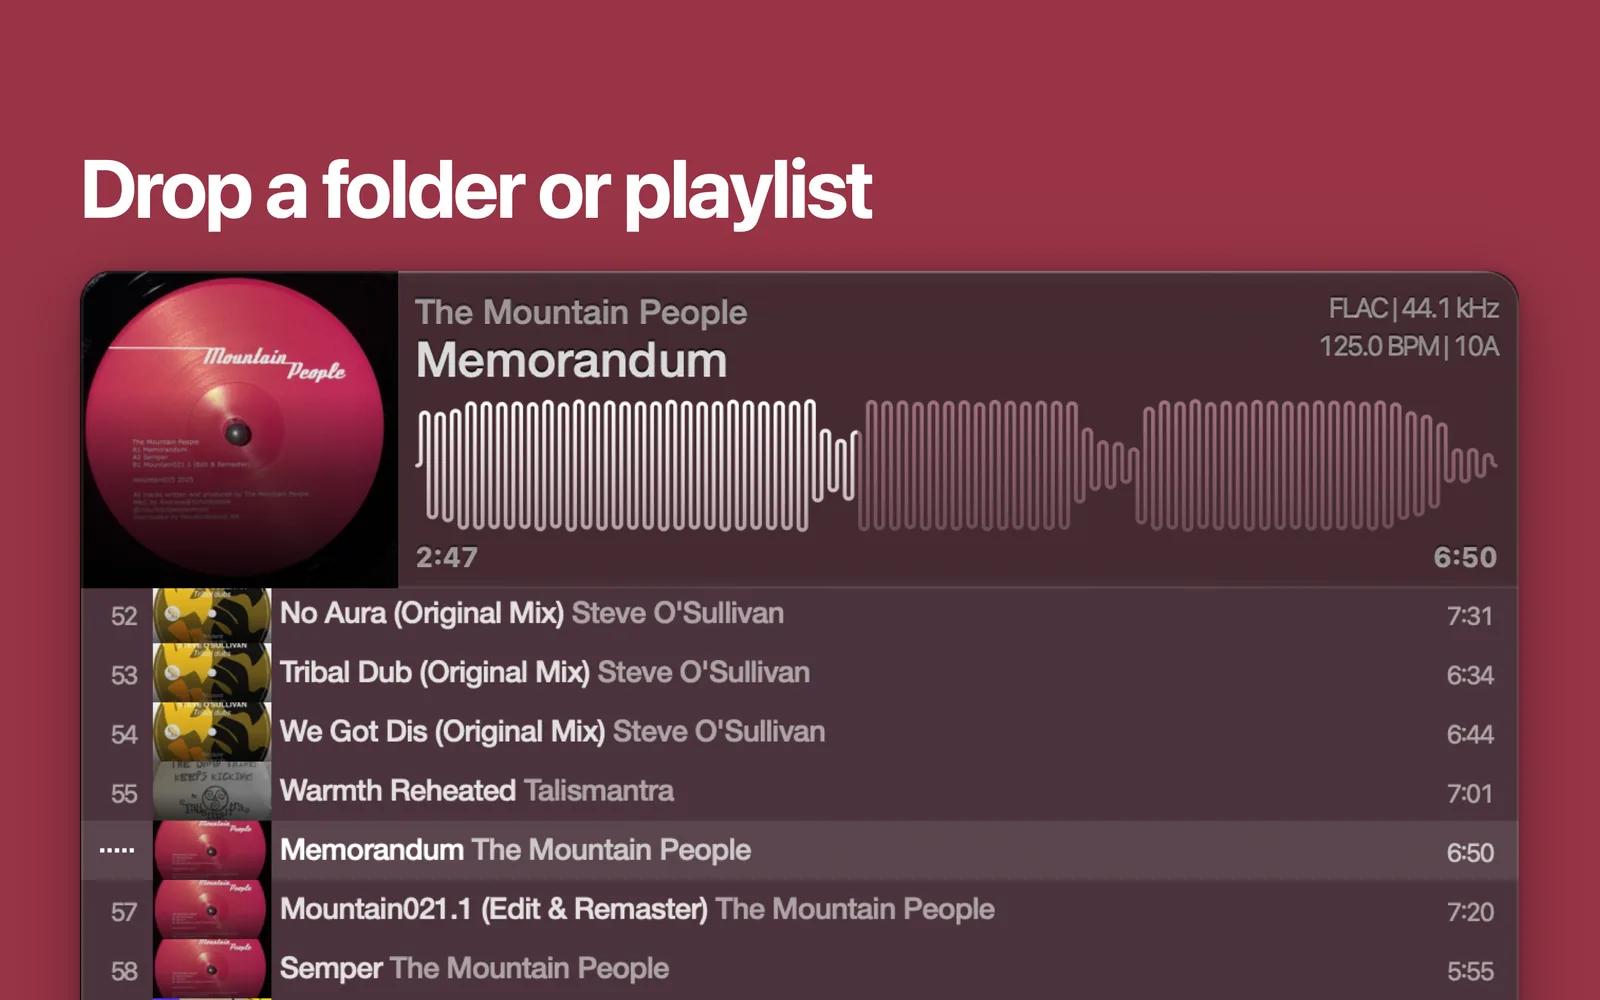 Drop a folder or playlist
Mountain
People
The Mountain People
Memorandum
FLAC | 44.1 kHz
125.0 BPM | 10A
2:47
6:50
52 No Aura (Original Mix) Steve O'Sullivan 7:31
53 Tribal Dub (Original Mix) Steve O'Sullivan 6:34
54 We Got Dis (Original Mix) Steve O'Sullivan 6:44
55 Warmth Reheated Talismantra 7:01
Memorandum The Mountain People 6:50
57 Mountain021.1 (Edit & Remaster) The Mountain People 7:20
58 Semper The Mountain People 5:55